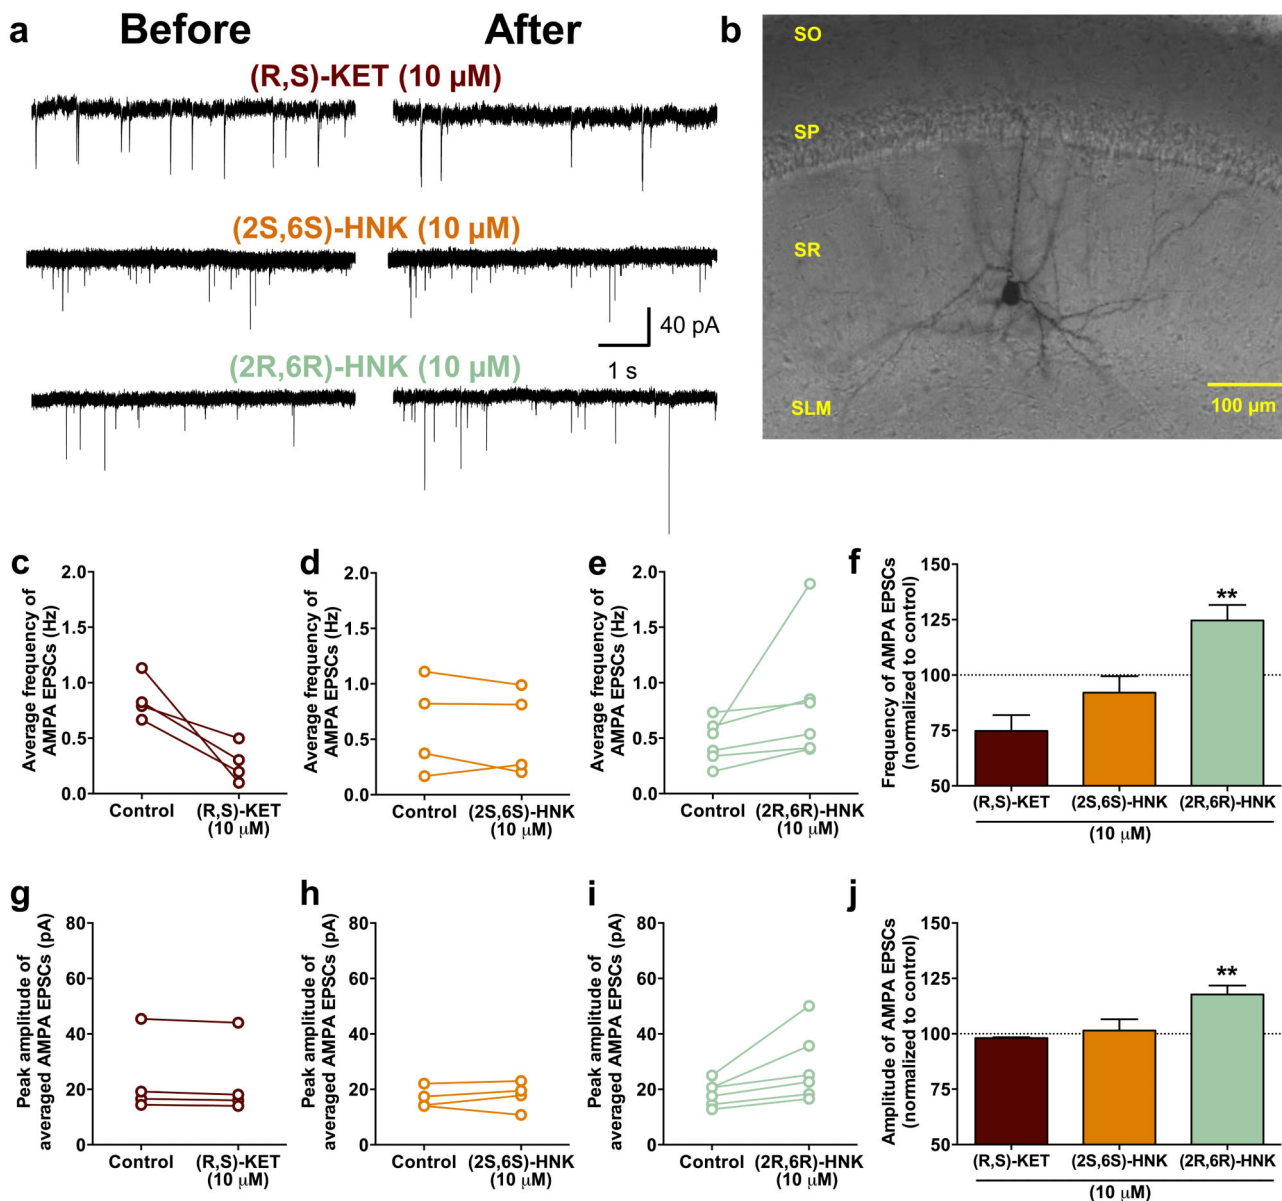 a
Before
After
(R,S)-KET (10 µM)
(2S,6S)-HNK (10 µM)
40 pA
1 s
(2R,6R)-HNK (10 µM)
b
SO
SP
SR
SLM
100 µm
c
Average frequency of
AMPA EPSCs (Hz)
2.0
1.5
1.0
0.5
0.0
Control
(R,S)-KET
(10 µM)
d
Average frequency of
AMPA EPSCs (Hz)
2.0
1.5
1.0
0.5
0.0
Control
(2S,6S)-HNK
(10 µM)
e
Average frequency of
AMPA EPSCs (Hz)
2.0
1.5
1.0
0.5
0.0
Control
(2R,6R)-HNK
(10 µM)
f
Frequency of AMPA EPSCs
(normalized to control)
150
125
100
75
50
**
(R,S)-KET
(2S,6S)-HNK
(2R,6R)-HNK
(10 µM)
g
Peak amplitude of
averaged AMPA EPSCs (pA)
80
60
40
20
0
Control
(R,S)-KET
(10 µM)
h
Peak amplitude of
averaged AMPA EPSCs (pA)
80
60
40
20
0
Control
(2S,6S)-HNK
(10 µM)
i
Peak amplitude of
averaged AMPA EPSCs (pA)
80
60
40
20
0
Control
(2R,6R)-HNK
(10 µM)
j
Amplitude of AMPA EPSCs
(normalized to control)
150
125
100
75
50
**
(R,S)-KET
(2S,6S)-HNK
(2R,6R)-HNK
(10 µM)